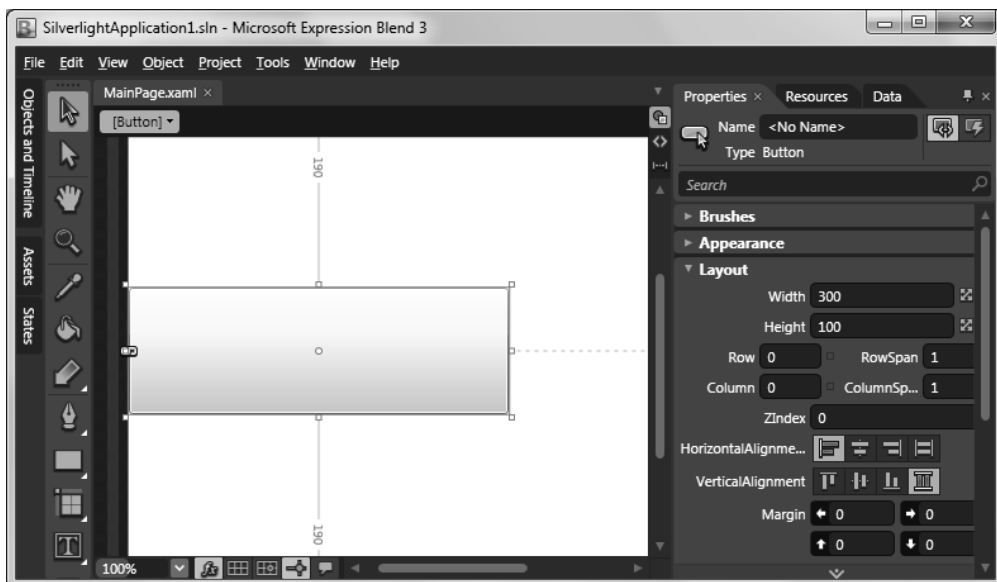 SilverlightApplication1.sln - Microsoft Expression Blend 3
File Edit View Object Project Tools Window Help
Objects and Timeline
Assets
States
MainPage.xaml ×
[Button]
190
190
100%
Properties × Resources Data
Name <No Name>
Type Button
Search
Brushes
Appearance
Layout
Width 300
Height 100
Row 0 RowSpan 1
Column 0 ColumnSp... 1
ZIndex 0
HorizontalAlignme...
VerticalAlignment
Margin 0 0
0 0